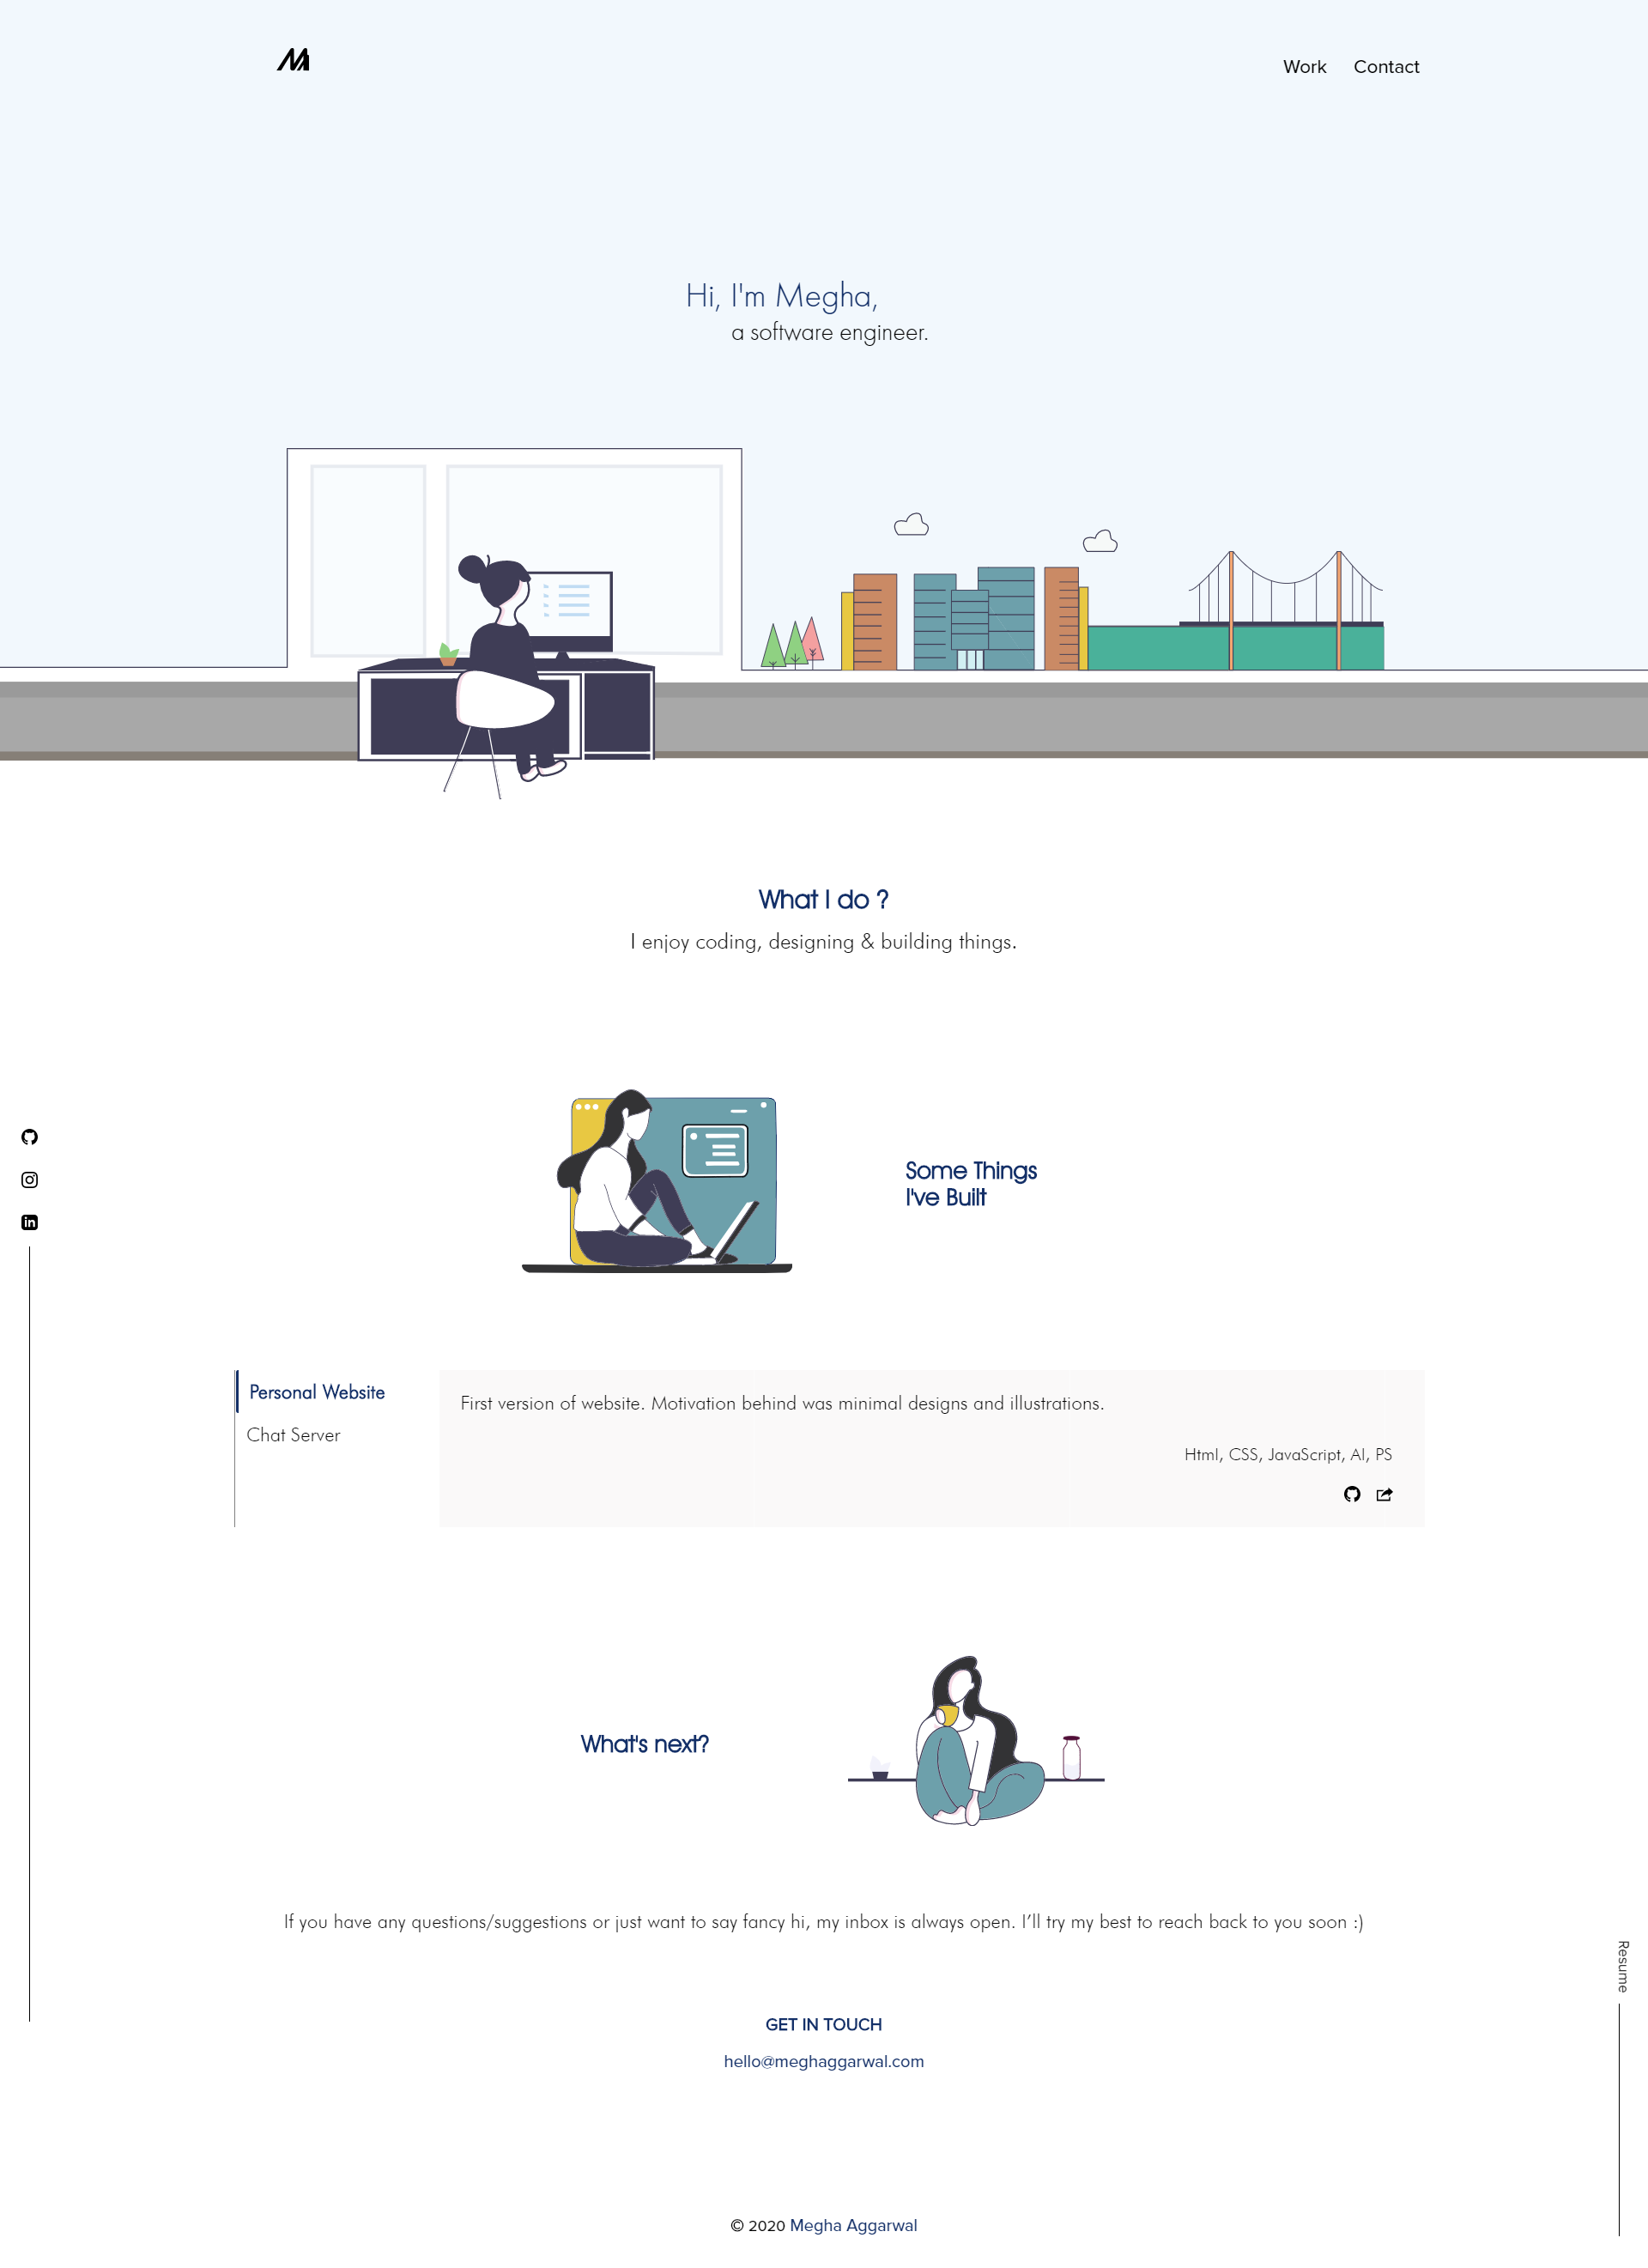 Work Contact
Hi, I'm Megha,
a software engineer.
What I do ?
I enjoy coding, designing & building things.
Some Things
I've Built
Personal Website
Chat Server
First version of website. Motivation behind was minimal designs and illustrations.
Html, CSS, JavaScript, AI, PS
What's next?
If you have any questions/suggestions or just want to say fancy hi, my inbox is always open. I’ll try my best to reach back to you soon :)
Resume
GET IN TOUCH
hello@meghaggarwal.com
© 2020 Megha Aggarwal